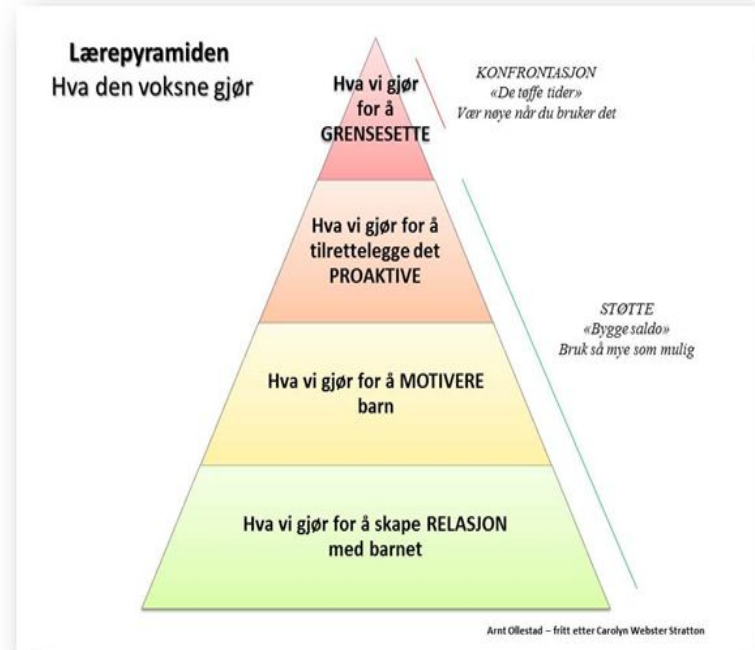 Lærepyramiden
Hva den voksne gjør
Hva vi gjør
for å
GRENSESETTE
KONFRONTASJON
«De tøffe tider»
Vær nøye når du bruker det
Hva vi gjør for å
tilrettelegge det
PROAKTIVE
STØTTE
«Bygge saldo»
Bruk så mye som mulig
Hva vi gjør for å MOTIVERE
barn
Hva vi gjør for å skape RELASJON
med barnet
Arnt Ollestad – fritt etter Carolyn Webster Stratton